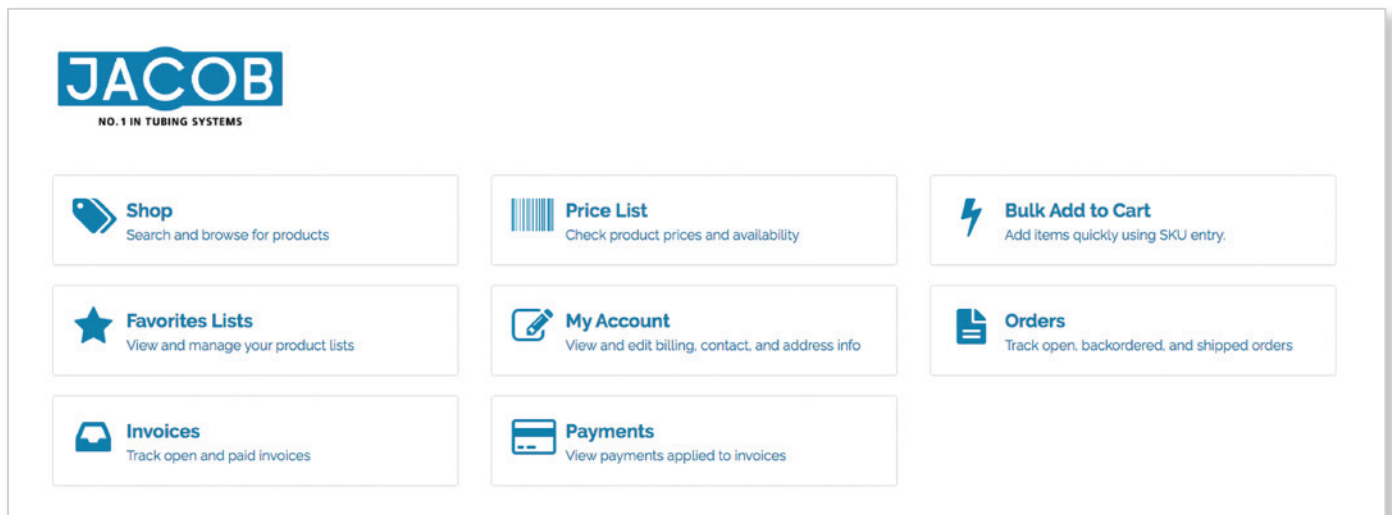 JACOB
NO. 1 IN TUBING SYSTEMS
Shop
Search and browse for products
Price List
Check product prices and availability
Bulk Add to Cart
Add items quickly using SKU entry.
Favorites Lists
View and manage your product lists
My Account
View and edit billing, contact, and address info
Orders
Track open, backordered, and shipped orders
Invoices
Track open and paid invoices
Payments
View payments applied to invoices